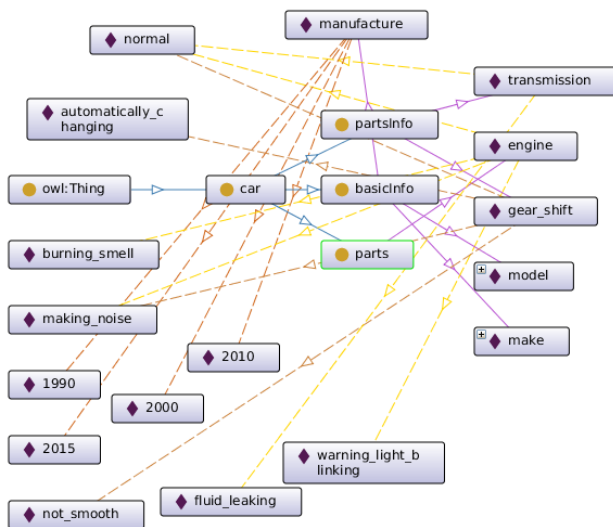 manufacture
normal
transmission
automatically_c
hanging
partsInfo
engine
owl:Thing
car
basicInfo
gear_shift
burning_smell
parts
model
making_noise
make
2010
1990
2000
2015
warning_light_b
linking
fluid_leaking
not_smooth